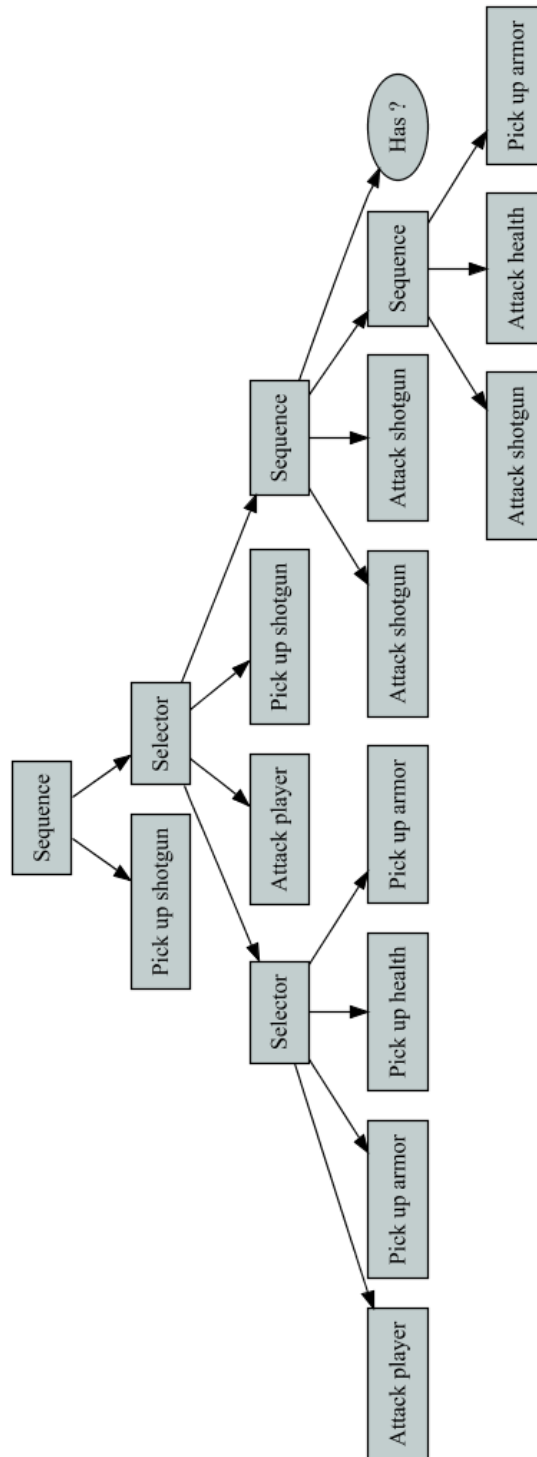 Sequence
Pick up shotgun
Selector
Selector
Attack player
Pick up shotgun
Sequence
Attack player
Pick up armor
Pick up health
Pick up armor
Attack shotgun
Attack shotgun
Sequence
Has ?
Attack shotgun
Attack health
Pick up armor